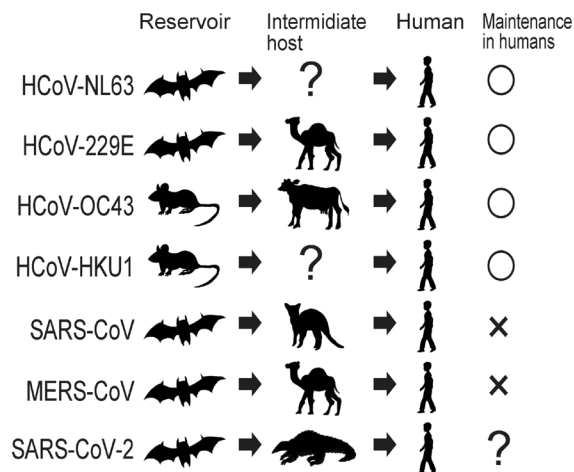 Reservoir Intermidiate host Human Maintenance in humans
HCoV-NL63 ?
HCoV-229E
HCoV-OC43
HCoV-HKU1 ?
SARS-CoV ×
MERS-CoV ×
SARS-CoV-2 ?